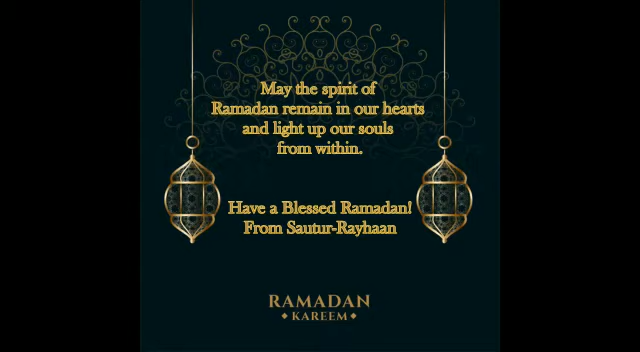 May the spirit of
Ramadan remain in our hearts
and light up our souls
from within.
Have a Blessed Ramadan!
From Sautur-Rayhaan
RAMADAN
KAREEM